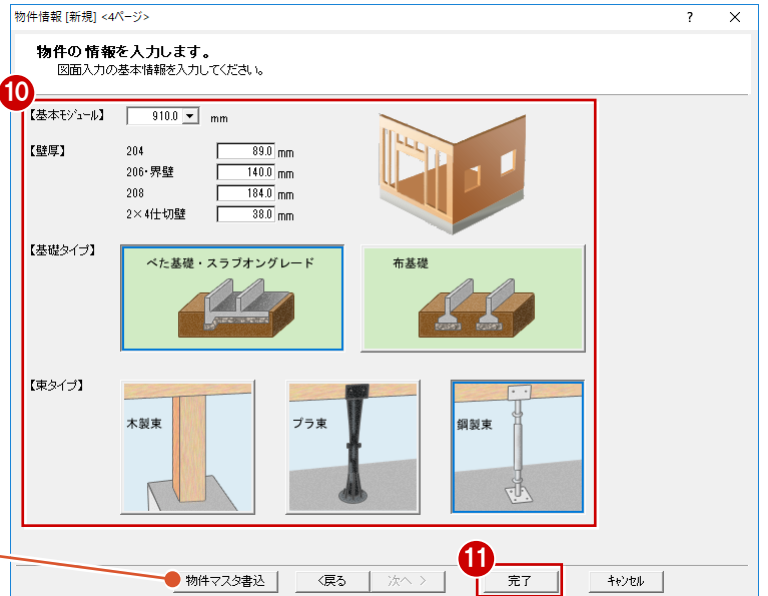 物件情報 [新規] <4ページ>
? ×
物件の情報を入力します。
図面入力の基本情報を入力してください。
10
【基本モジュール】 910.0 mm
【壁厚】 204 89.0 mm
206・界壁 140.0 mm
208 184.0 mm
2×4仕切壁 38.0 mm
【基礎タイプ】
べた基礎・スラブオングレード 布基礎
【束タイプ】
木製束 プラ束 鋼製束
11
物件マスタ書込 <戻る 次へ > 完了 キャンセル